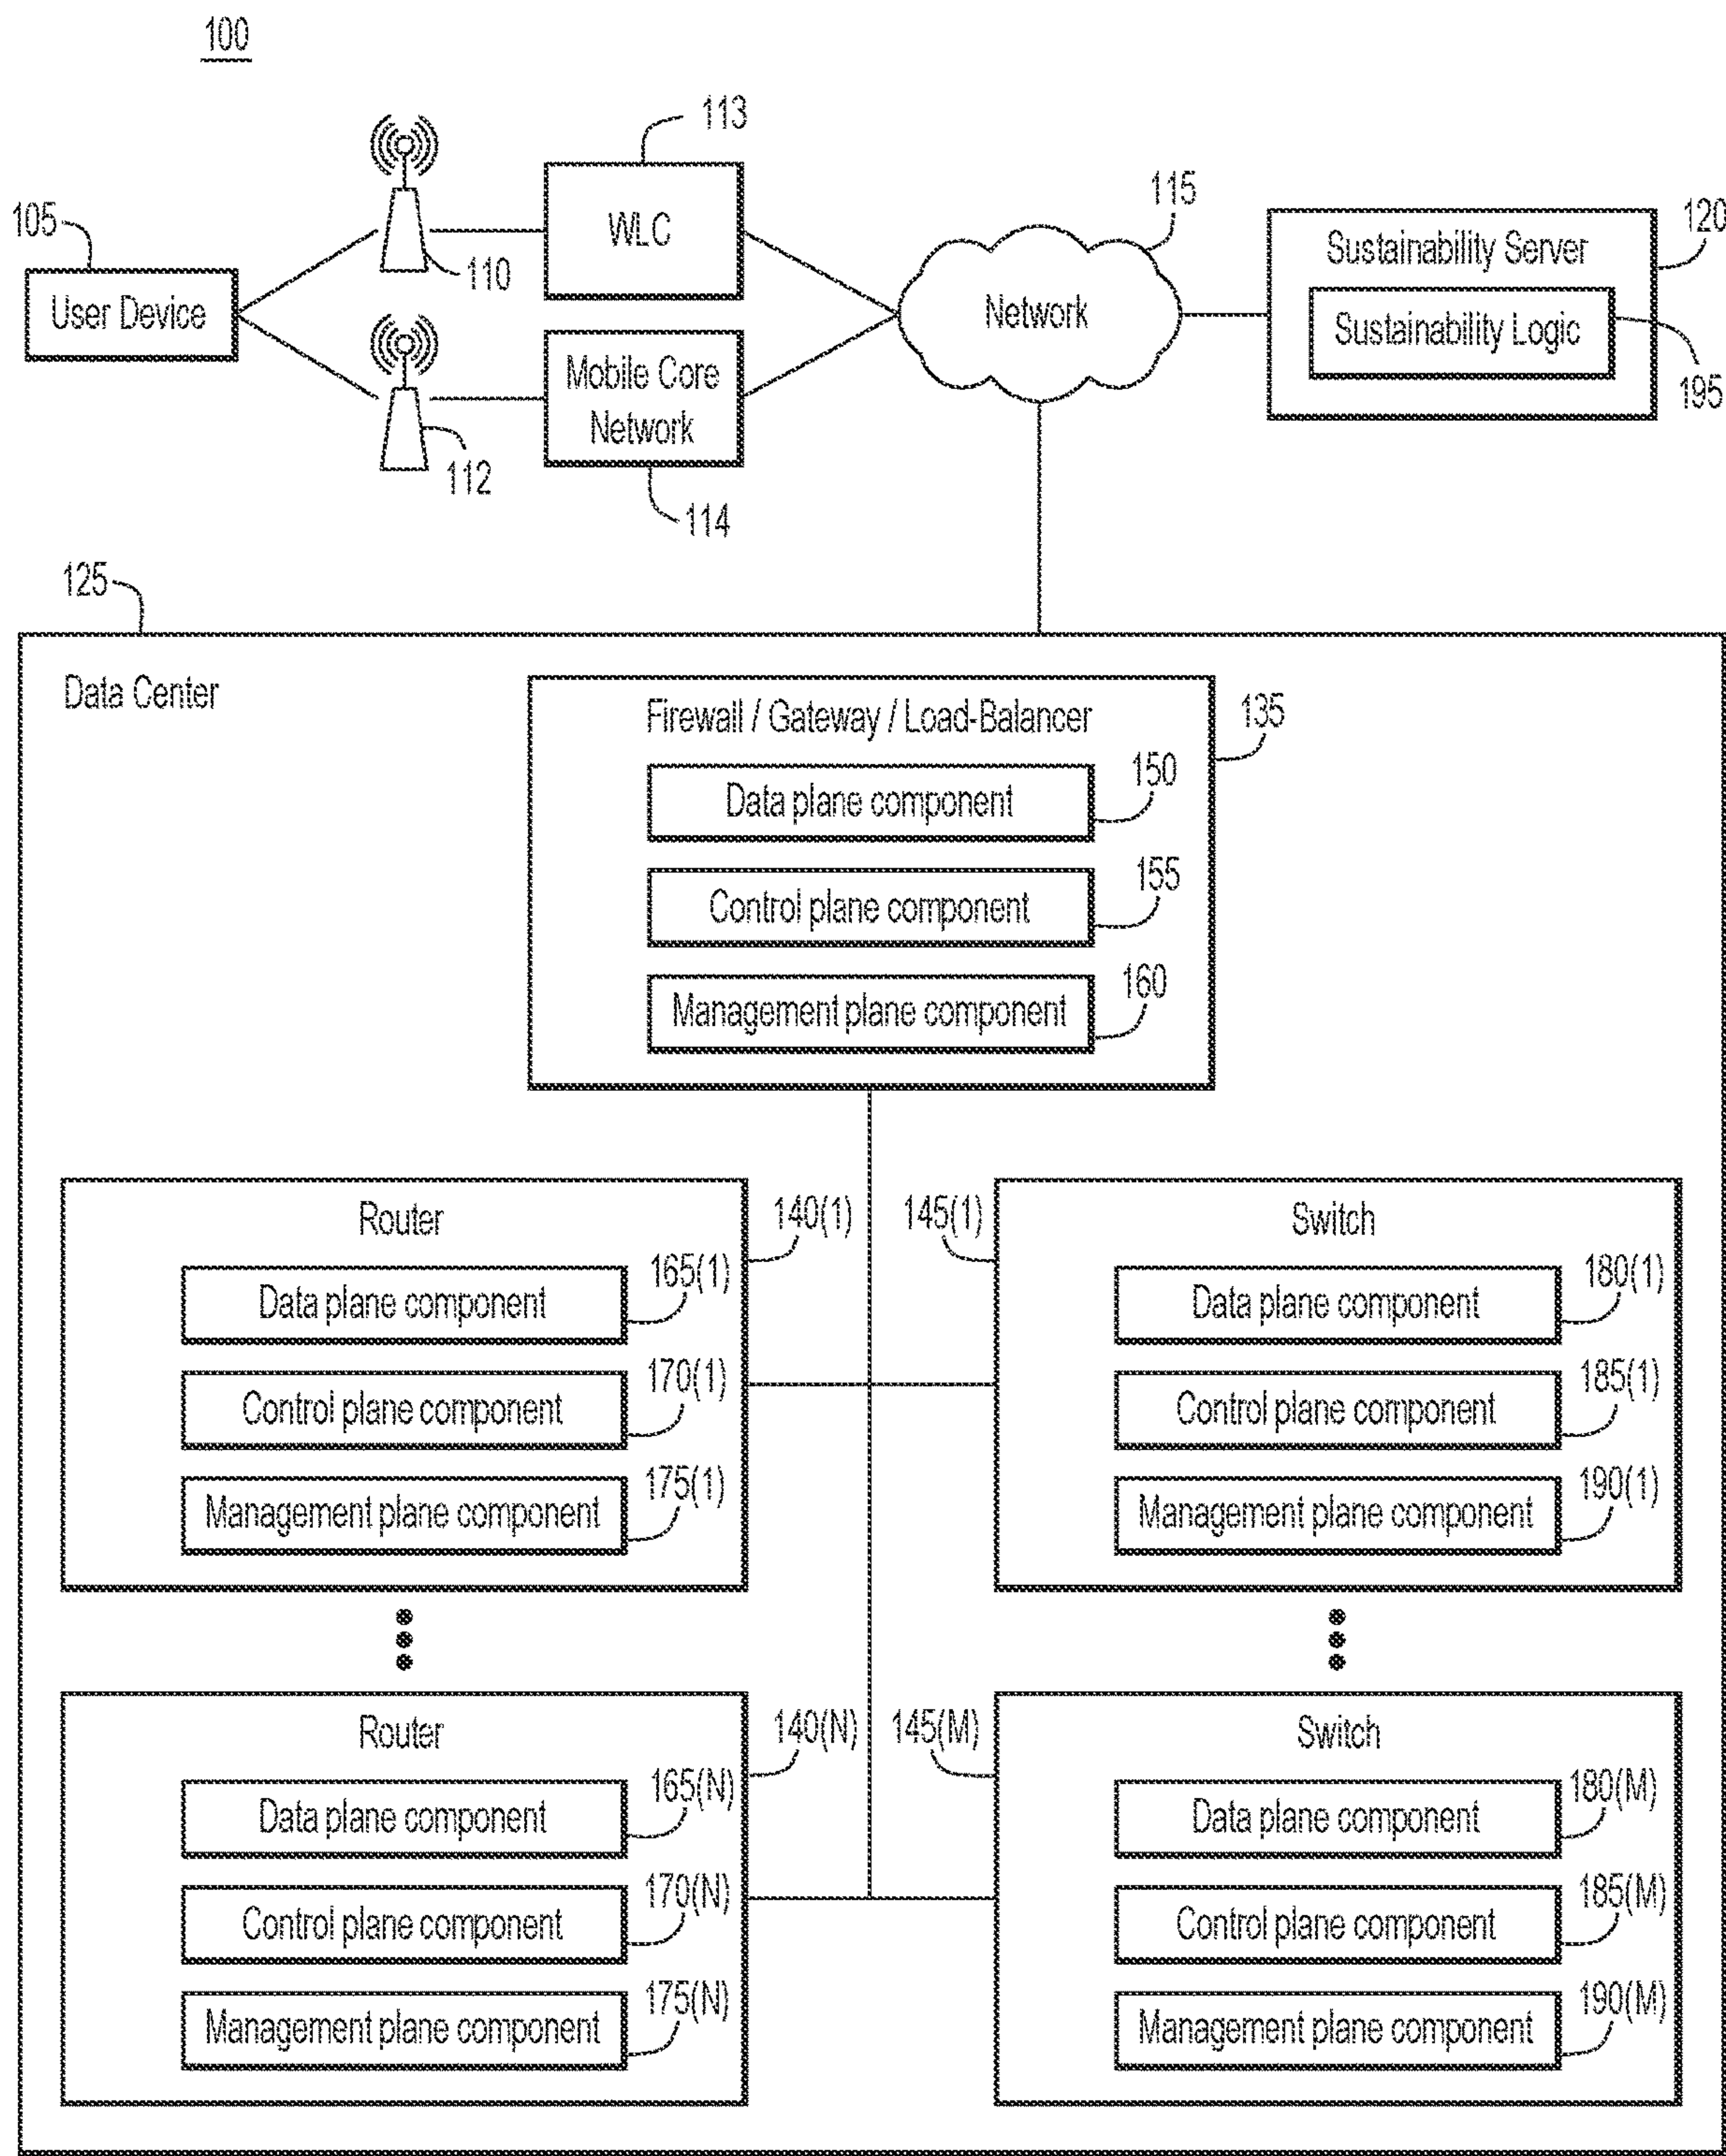 100
113
115
105
120
WLC
Sustainability Server
110
User Device
Network
Sustainability Logic
Mobile Core
Network
195
112
114
125
Data Center
Firewall / Gateway / Load-Balancer
135
150
Data plane component
155
Control plane component
160
Management plane component
Router
140(1)
145(1)
Switch
165(1)
180(1)
Data plane component
Data plane component
170(1)
185(1)
Control plane component
Control plane component
175(1)
190(1)
Management plane component
Management plane component
Router
140(N)
145(M)
Switch
165(N)
180(M)
Data plane component
Data plane component
170(N)
185(M)
Control plane component
Control plane component
175(N)
190(M)
Management plane component
Management plane component